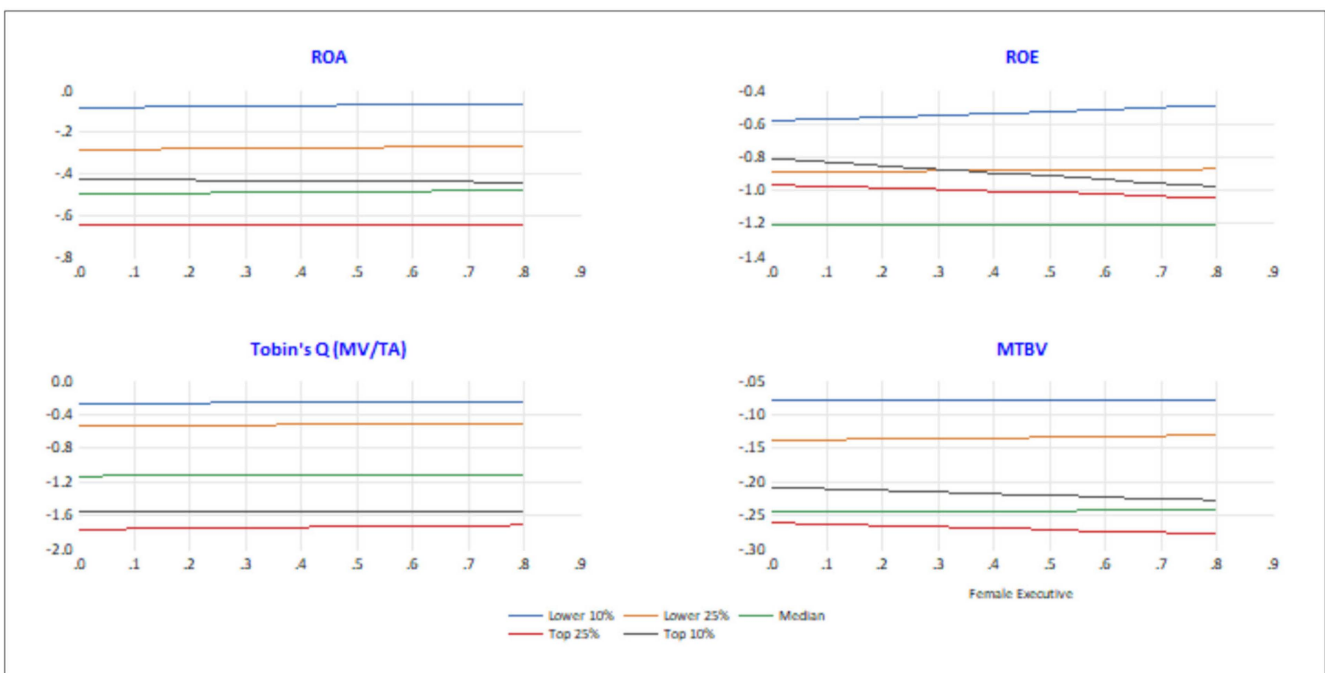 ROA
.0
-.2
-.4
-.6
-.8
.0 .1 .2 .3 .4 .5 .6 .7 .8 .9
ROE
-0.4
-0.6
-0.8
-1.0
-1.2
-1.4
.0 .1 .2 .3 .4 .5 .6 .7 .8 .9
Tobin's Q (MV/TA)
0.0
-0.4
-0.8
-1.2
-1.6
-2.0
.0 .1 .2 .3 .4 .5 .6 .7 .8 .9
MTBV
-.05
-.10
-.15
-.20
-.25
-.30
.0 .1 .2 .3 .4 .5 .6 .7 .8 .9
Female Executive
Lower 10% Lower 25% Median
Top 25% Top 10%